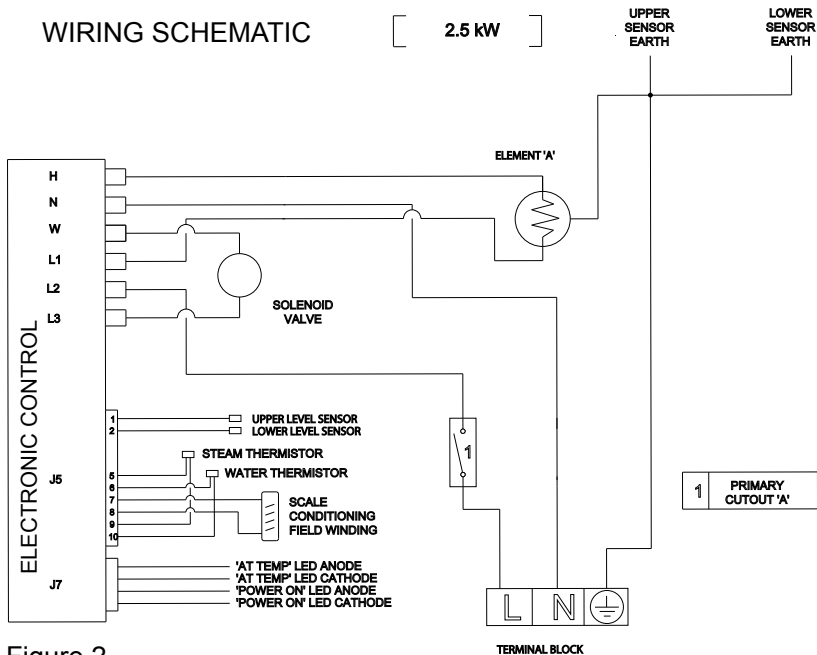 WIRING SCHEMATIC
2.5 kW
UPPER
SENSOR
EARTH
LOWER
SENSOR
EARTH
ELEMENT 'A'
H
N
W
L1
L2
L3
SOLENOID
VALVE
ELECTRONIC CONTROL
J5
1
2
5
6
7
8
9
10
UPPER LEVEL SENSOR
LOWER LEVEL SENSOR
STEAM THERMISTOR
WATER THERMISTOR
SCALE
CONDITIONING
FIELD WINDING
1
1
PRIMARY
CUTOUT 'A'
J7
'AT TEMP' LED ANODE
'AT TEMP' LED CATHODE
'POWER ON' LED ANODE
'POWER ON' LED CATHODE
L
N
TERMINAL BLOCK
Figure 2